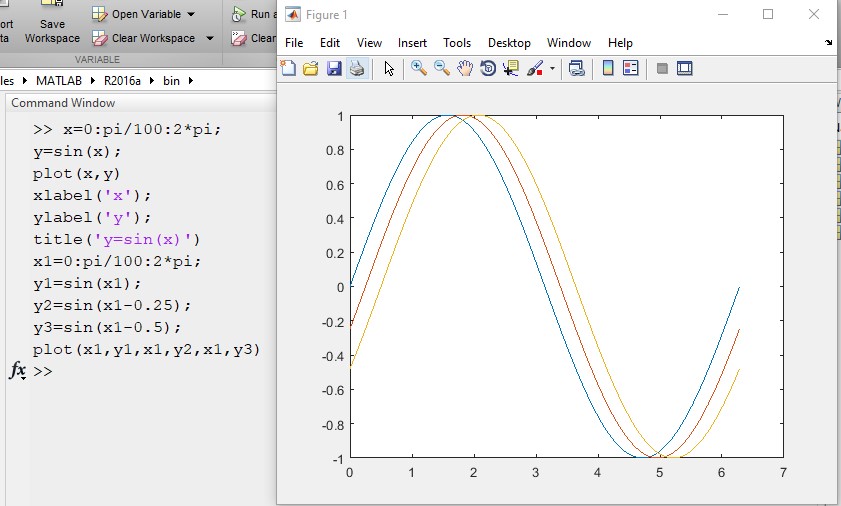 ort
ta
Save
Workspace
Open Variable
Clear Workspace
Run a
Clear
VARIABLE
les MATLAB R2016a bin
Command Window
>> x=0:pi/100:2*pi;
y=sin(x);
plot(x,y)
xlabel('x');
ylabel('y');
title('y=sin(x)')
x1=0:pi/100:2*pi;
y1=sin(x1);
y2=sin(x1-0.25);
y3=sin(x1-0.5);
plot(x1,y1,x1,y2,x1,y3)
fx >>
Figure 1
File Edit View Insert Tools Desktop Window Help
1
0.8
0.6
0.4
0.2
0
-0.2
-0.4
-0.6
-0.8
-1
0 1 2 3 4 5 6 7